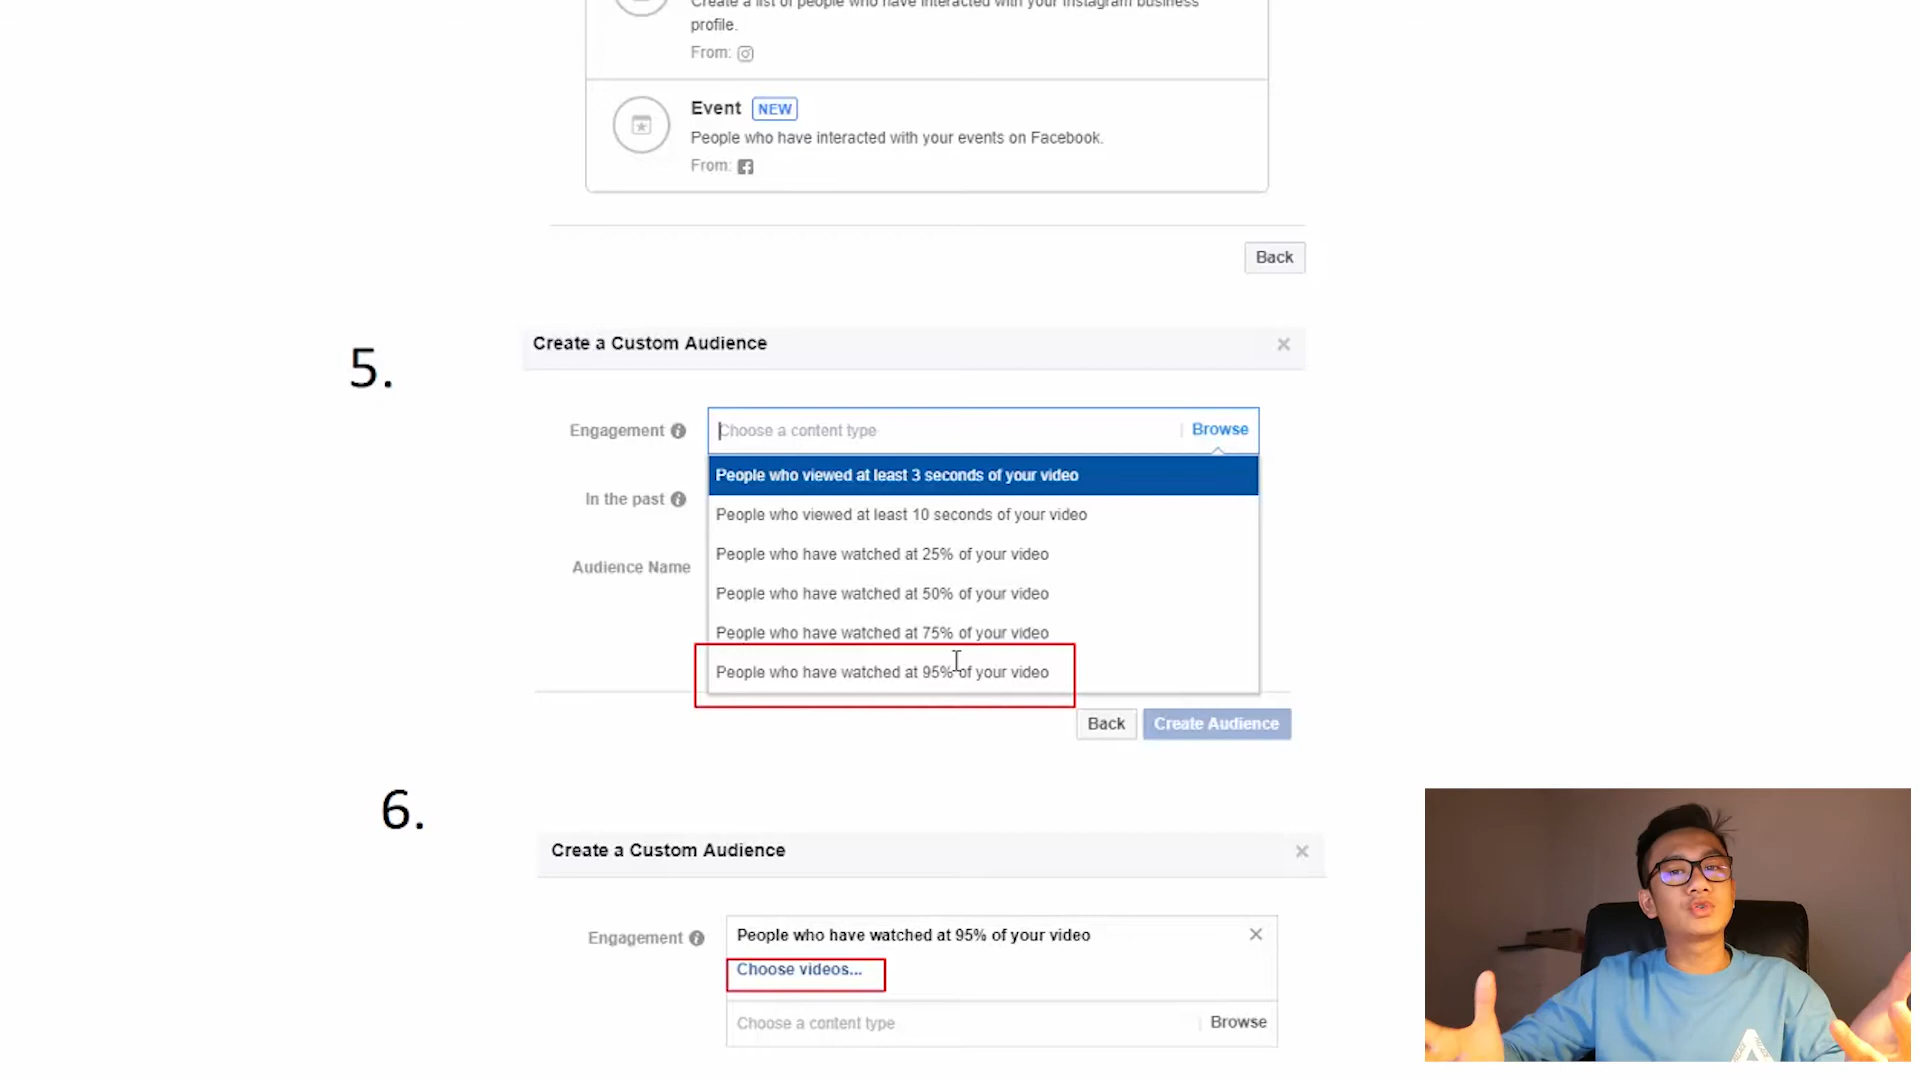 Create a list of people who have interacted with your Instagram business
profile.
From:
Event NEW
People who have interacted with your events on Facebook.
From:
Back
5.
Create a Custom Audience
Engagement
Choose a content type
Browse
People who viewed at least 3 seconds of your video
In the past
People who viewed at least 10 seconds of your video
People who have watched at 25% of your video
Audience Name
People who have watched at 50% of your video
People who have watched at 75% of your video
People who have watched at 95% of your video
Back
Create Audience
6.
Create a Custom Audience
Engagement
People who have watched at 95% of your video
Choose videos...
Choose a content type
Browse